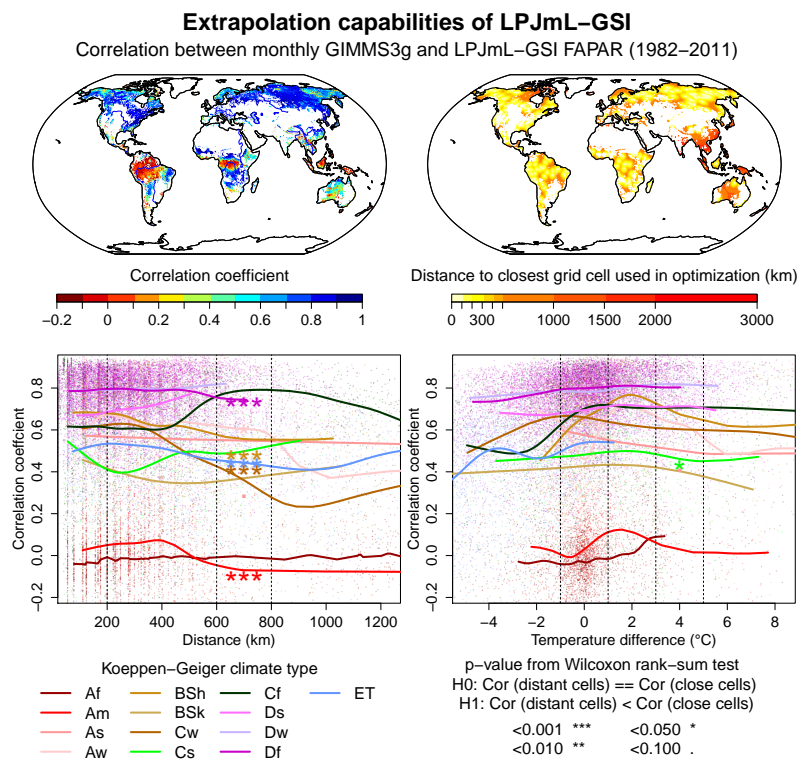 Extrapolation capabilities of LPJmL−GSI
Correlation between monthly GIMMS3g and LPJmL−GSI FAPAR (1982−2011)
Correlation coefficient
−0.2 0 0.2 0.4 0.6 0.8 1
Distance to closest grid cell used in optimization (km)
0 300 1000 1500 2000 3000
Correlation coefficient
−0.2 0.0 0.2 0.4 0.6 0.8
***
***
***
***
***
200 400 600 800 1000 1200
Distance (km)
Correlation coefficient
−0.2 0.0 0.2 0.4 0.6 0.8
*
−4 −2 0 2 4 6 8
Temperature difference (°C)
Koeppen−Geiger climate type
Af BSh Cf ET
Am BSk Ds
As Cw Dw
Aw Cs Df
p−value from Wilcoxon rank−sum test
H0: Cor (distant cells) == Cor (close cells)
H1: Cor (distant cells) < Cor (close cells)
<0.001 *** <0.050 *
<0.010 ** <0.100 .